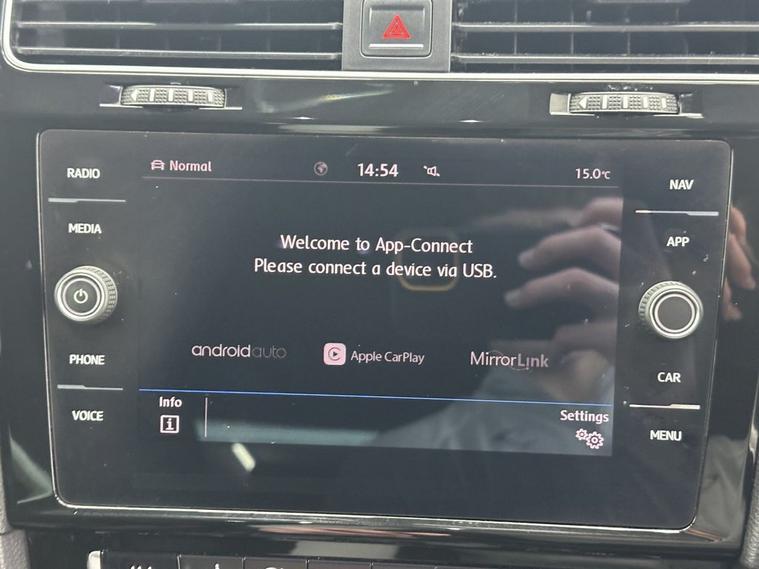 RADIO
MEDIA
PHONE
VOICE
Normal
14:54
15.0°C
Welcome to App-Connect
Please connect a device via USB.
androidauto
Apple CarPlay
MirrorLink
Info
i
Settings
NAV
APP
CAR
MENU